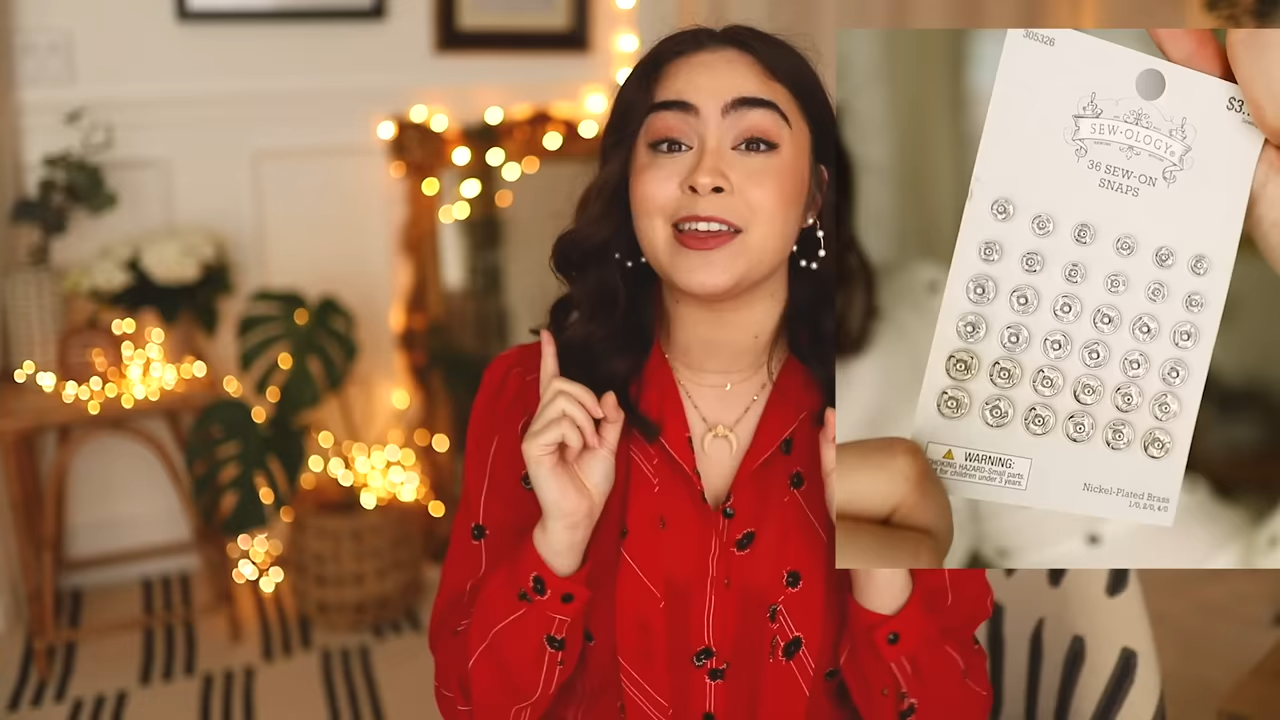 305326
$3.
SEW-OLOGY
36 SEW-ON
SNAPS
WARNING:
CHOKING HAZARD-Small parts.
for children under 3 years.
Nickel-Plated Brass
1/0, 2/0, 4/0